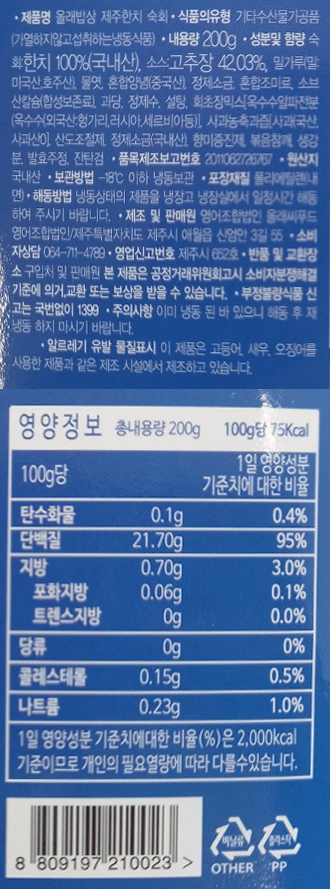 • 제품명 올래밥상 제주한치 숙회 • 식품의유형 기타수산물가공품
(가열하지않고섭취하는냉동식품) • 내용량 200g • 성분및 함량 숙
회한치 100%(국내산), 소스:고추장 42.03%, 밀가루(밀:
미국산,호주산), 물엿, 혼합양념(중국산), 정제소금, 혼합조미료, 소브
산칼슘(합성보존료), 과당, 정제수, 설탕, 회초장믹스[옥수수알파전분
(옥수수(외국산:헝가리,러시아,세르비아등)], 사과농축과즙[사과(국산,
사과산)], 산도조절제, 정제소금(국내산), 향미증진제, 볶음참깨, 생강
분, 발효주정, 잔탄검 • 품목제조보고번호 2011062726767 • 원산지
국내산 • 보관방법 -18℃ 이하 냉동보관 • 포장재질 폴리에틸렌(내
면) • 해동방법 냉동상태의 제품을 냉장고 냉장실에서 일정시간 해동
하여 주시기 바랍니다. • 제조 및 판매원 영어조합법인 올래씨푸드
영어조합법인/제주특별자치도 제주시 애월읍 신엄안 3길 55 • 소비
자상담 064-711-4789 • 영업신고번호 제주시 652호 • 반품 및 교환장
소 구입처 및 판매원 본 제품은 공정거래위원회고시 소비자분쟁해결
기준에 의거,교환 또는 보상을 받을 수 있습니다. • 부정불량식품 신
고는 국번없이 1399 • 주의사항 이미 냉동 된 바 있으니 해동 후 재
냉동 하지 마시기 바랍니다.
• 알르레기 유발 물질표시 이 제품은 고등어, 새우, 오징어를
사용한 제품과 같은 제조 시설에서 제조하고 있습니다.
영양정보 총내용량 200g 100g당 75Kcal
100g당 1일 영양성분
기준치에 대한 비율
탄수화물 0.1g 0.4%
단백질 21.70g 95%
지방 0.70g 3.0%
포화지방 0.06g 0.1%
트랜스지방 0g 0.0%
당류 0g 0%
콜레스테롤 0.15g 0.5%
나트륨 0.23g 1.0%
1일 영양성분 기준치에대한 비율(%)은 2,000kcal
기준이므로 개인의 필요열량에 따라 다를수있습니다.
8 809197 210023 >
비닐류 플라스틱
OTHER PP